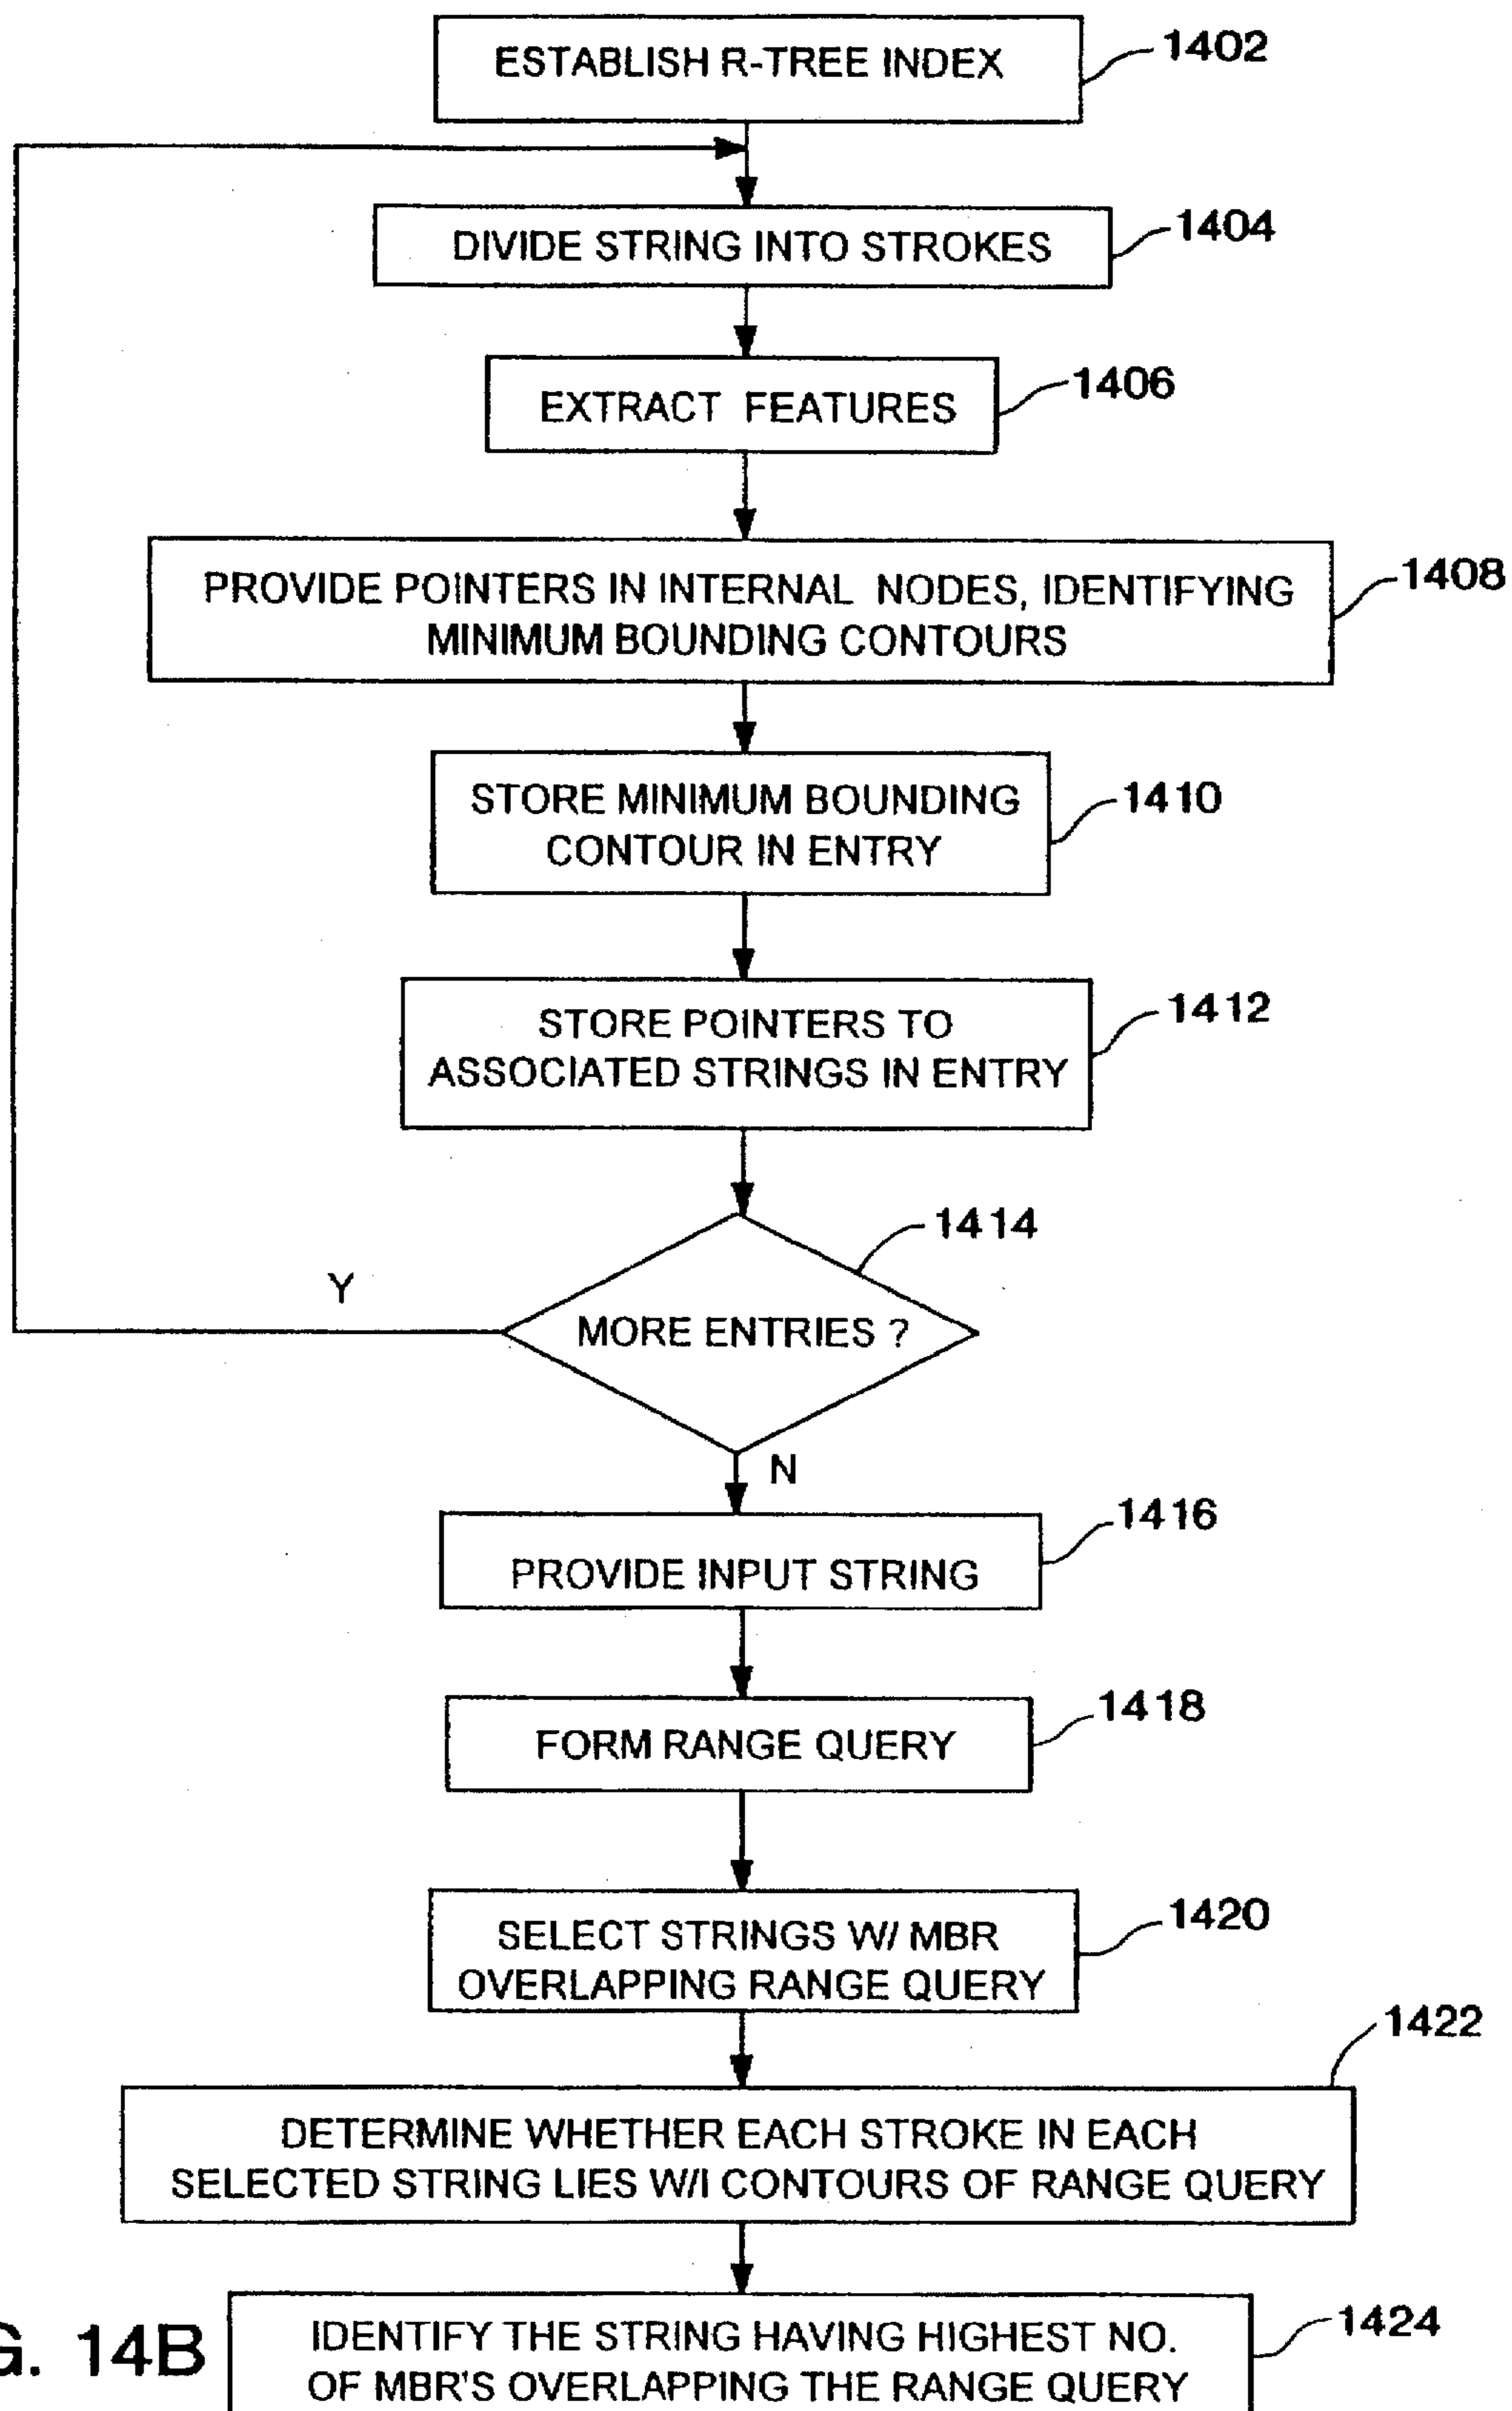 ESTABLISH R-TREE INDEX
1402
DIVIDE STRING INTO STROKES
1404
EXTRACT FEATURES
1406
PROVIDE POINTERS IN INTERNAL NODES, IDENTIFYING
MINIMUM BOUNDING CONTOURS
1408
STORE MINIMUM BOUNDING
CONTOUR IN ENTRY
1410
STORE POINTERS TO
ASSOCIATED STRINGS IN ENTRY
1412
1414
Y
MORE ENTRIES ?
N
PROVIDE INPUT STRING
1416
FORM RANGE QUERY
1418
SELECT STRINGS W/ MBR
OVERLAPPING RANGE QUERY
1420
1422
DETERMINE WHETHER EACH STROKE IN EACH
SELECTED STRING LIES W/I CONTOURS OF RANGE QUERY
G. 14B
IDENTIFY THE STRING HAVING HIGHEST NO.
OF MBR'S OVERLAPPING THE RANGE QUERY
1424